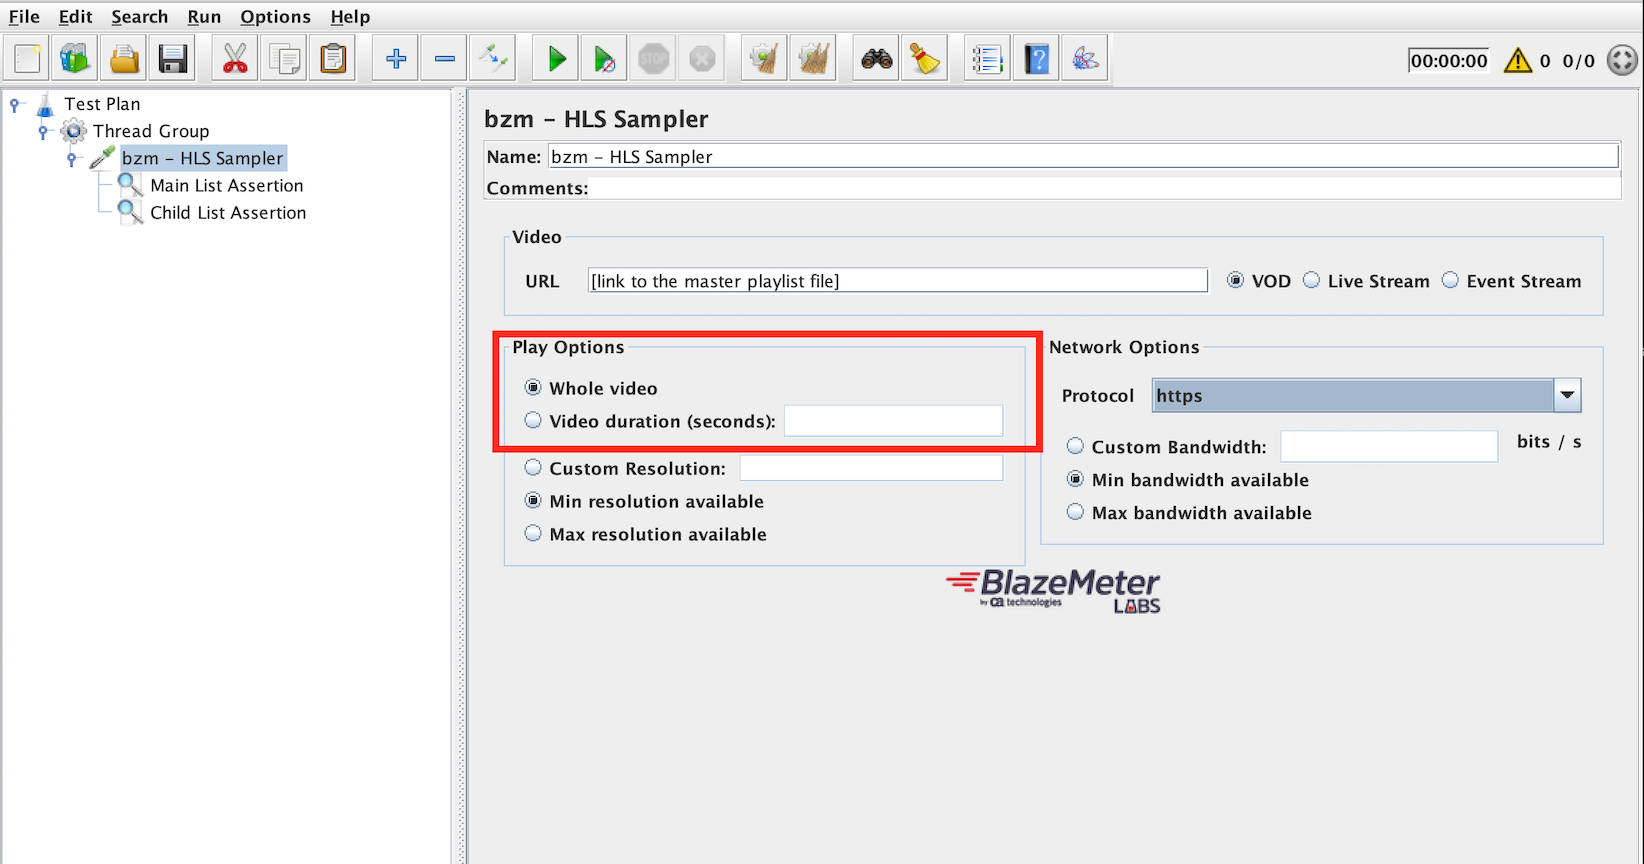 File Edit Search Run Options Help
STOP
00:00:00 0 0/0
Test Plan
Thread Group
bzm – HLS Sampler
Main List Assertion
Child List Assertion
bzm – HLS Sampler
Name: bzm – HLS Sampler
Comments:
Video
URL [link to the master playlist file] VOD Live Stream Event Stream
Play Options
Whole video
Video duration (seconds):
Custom Resolution:
Min resolution available
Max resolution available
Network Options
Protocol https
Custom Bandwidth: bits / s
Min bandwidth available
Max bandwidth available
BlazeMeter
by ca technologies LABS